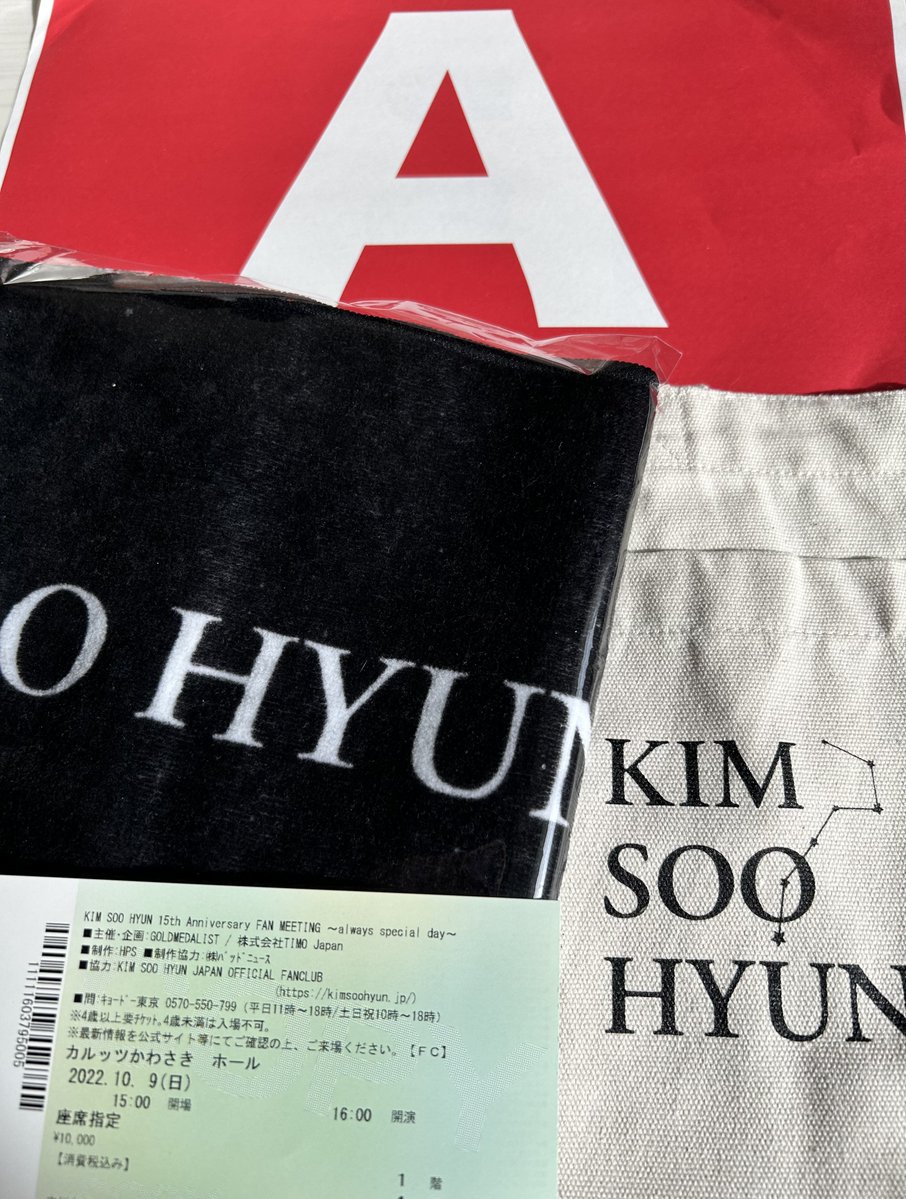 A
OO HYUN
KIM
SOO
HYUN
KIM SOO HYUN 15th Anniversary FAN MEETING ～always special day～
■主催・企画:GOLDMEDALIST / 株式会社TIMO Japan
■制作:HPS ■制作協力:㈱ﾊﾞｯﾄﾞﾆｭｰｽ
■協力:KIM SOO HYUN JAPAN OFFICIAL FANCLUB
(https://kimsoohyun.jp/)
■問:ｷｮｰﾄﾞｰ東京 0570-550-799 (平日11時～18時/土日祝10時～18時)
※4歳以上要ﾁｹｯﾄ,4歳未満は入場不可。
※最新情報を公式サイト等にてご確認の上、ご来場ください。【ＦＣ】
カルッツかわさき　ホール
2022.10. 9(日)
15:00 開場 16:00 開演
座席指定
¥10,000
【消費税込み】
1 階
1111603795005